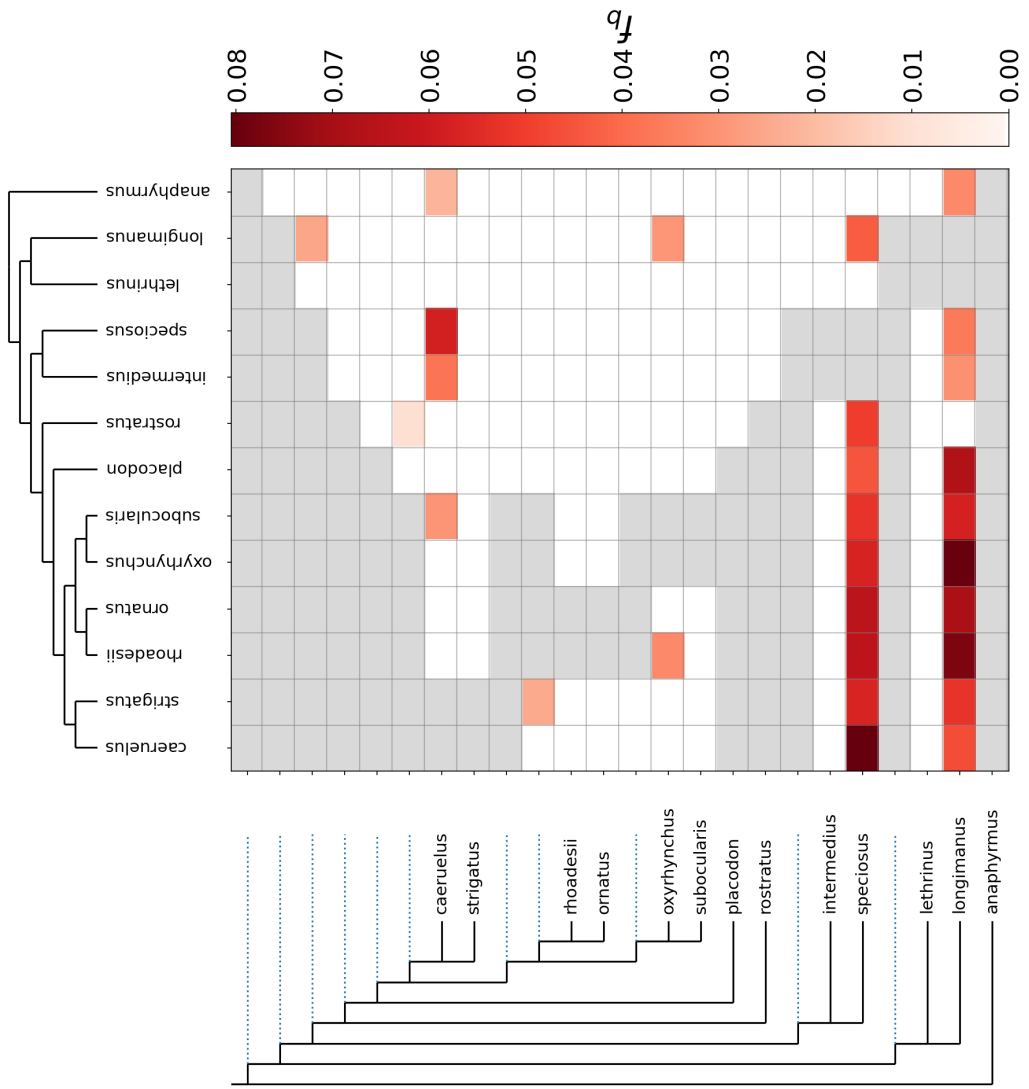 f_b
0.08
0.07
0.06
0.05
0.04
0.03
0.02
0.01
0.00
anaphyrmus
longimanus
lethrinus
speciosus
intermedius
rostratus
placodon
subocularis
oxyrhynchus
ornatus
rhoadesii
strigatus
caeruelus
caeruelus
strigatus
rhoadesii
ornatus
oxyrhynchus
subocularis
placodon
rostratus
intermedius
speciosus
lethrinus
longimanus
anaphyrmus